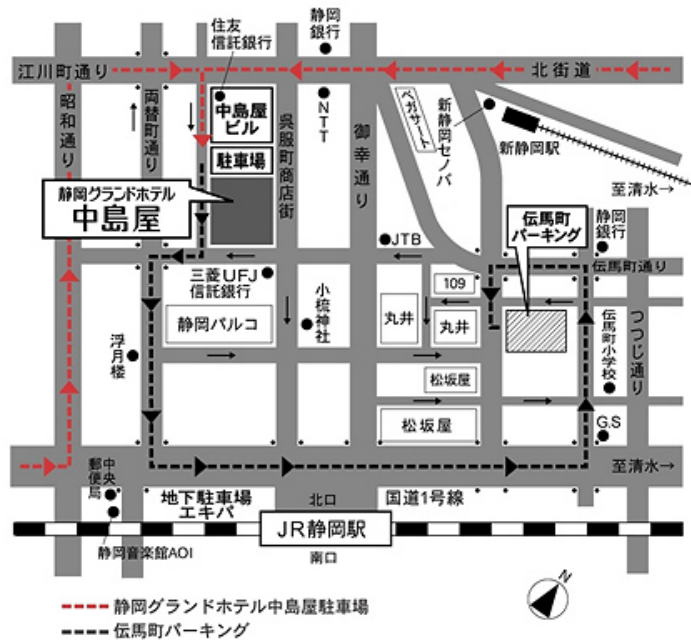 住友
信託銀行
静岡
銀行
江川町通り
北街道
昭和通り
両替町通り
中島屋
ビル
NTT
呉服町商店街
御幸通り
ペガサート
新静岡セノバ
新静岡駅
至清水→
駐車場
静岡グランドホテル
中島屋
伝馬町
パーキング
静岡
銀行
JTB
伝馬町通り
三菱UFJ
信託銀行
小梳神社
109
静岡パルコ
丸井
丸井
伝馬町小学校
つつじ通り
浮月楼
松坂屋
松坂屋
G.S
至清水→
中央
郵便局
地下駐車場
エキパ
北口
国道1号線
JR静岡駅
静岡音楽館AOI
南口
N
静岡グランドホテル中島屋駐車場
伝馬町パーキング